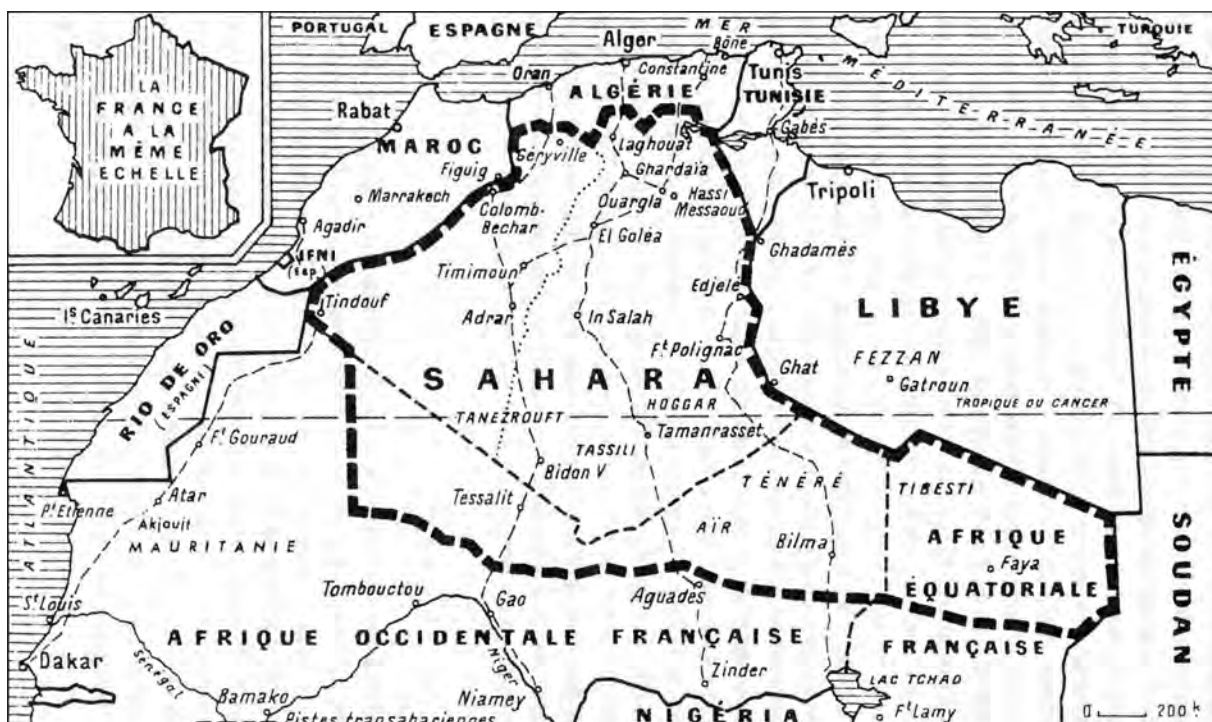 LA
FRANCE
A LA
MÊME
ECHELLE
PORTUGAL
ESPAGNE
MER
MÉDITERRANÉE
TURQUIE
Alger
Bône
Oran
Constantine
Tunis
TUNISIE
ALGÉRIE
Rabat
MAROC
Gabès
Géryville
Laghouat
Figuig
Ghardaïa
Tripoli
Marrakech
Colomb-
Bechar
Ouargla
Hassi
Messaoud
Agadir
El Goléa
Ghadamès
IFNI
(Esp.)
Timimoun
Edjelé
Is Canaries
Tindouf
Adrar
In Salah
LIBYE
ÉGYPTE
Ft Polignac
FEZZAN
RIO DE ORO
(ESPAGNE)
SAHARA
Ghat
Gatroun
HOGGAR
TANEZROUFT
TROPIQUE DU CANCER
Ft Gouraud
Tamanrasset
TASSILI
Bidon V
ATLANTIQUE
Pt Etienne
Atar
Tessalit
TÉNÉRÉ
TIBESTI
Akjouit
MAURITANIE
AÏR
Bilma
AFRIQUE
Faya
SOUDAN
St Louis
Tombouctou
Gao
Aguadès
ÉQUATORIALE
AFRIQUE OCCIDENTALE FRANÇAISE
FRANÇAISE
Dakar
Sénégal
Niger
Zinder
LAC TCHAD
Bamako
Niamey
Pistes transsahariennes
NIGÉRIA
Ft Lamy
0 200 k